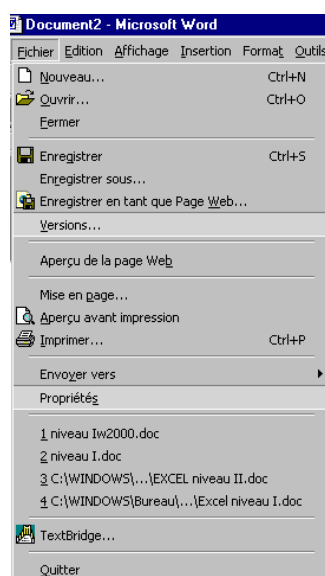 Document2 - Microsoft Word
Fichier Edition Affichage Insertion Format Outils
Nouveau... Ctrl+N
Ouvrir... Ctrl+O
Fermer
Enregistrer Ctrl+S
Enregistrer sous...
Enregistrer en tant que Page Web...
Versions...
Aperçu de la page Web
Mise en page...
Aperçu avant impression
Imprimer... Ctrl+P
Envoyer vers
Propriétés
1 niveau Iw2000.doc
2 niveau I.doc
3 C:\WINDOWS\...\EXCEL niveau II.doc
4 C:\WINDOWS\Bureau\...\Excel niveau I.doc
TextBridge...
Quitter